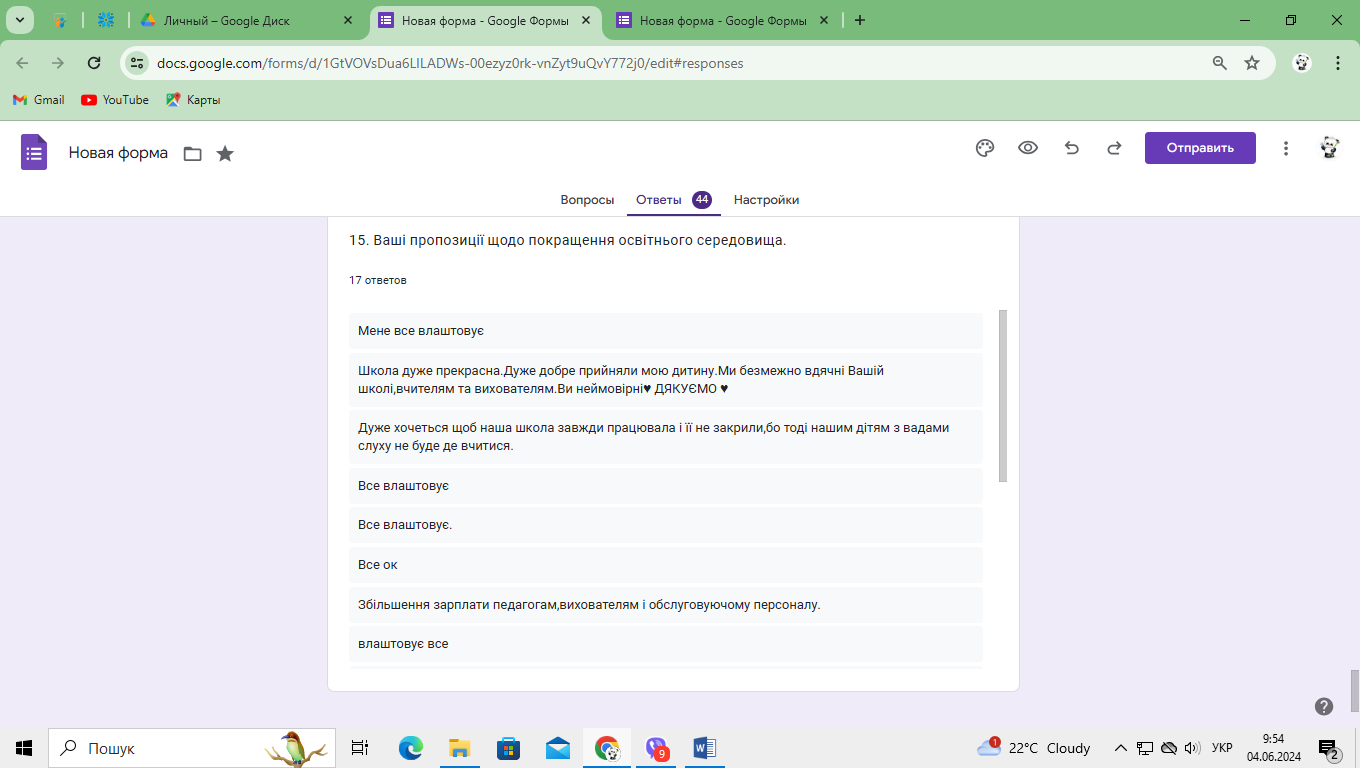 Личный – Google Диск
Новая форма - Google Формы
Новая форма - Google Формы
docs.google.com/forms/d/1GtVOVsDua6LlLADWs-00ezyz0rk-vnZyt9uQvY772j0/edit#responses
Gmail
YouTube
Карты
Новая форма
Отправить
Вопросы
Ответы 44
Настройки
15. Ваші пропозиції щодо покращення освітнього середовища.
17 ответов
Мене все влаштовує
Школа дуже прекрасна.Дуже добре прийняли мою дитину.Ми безмежно вдячні Вашій
школі,вчителям та вихователям.Ви неймовірні♥ ДЯКУЄМО ♥
Дуже хочеться щоб наша школа завжди працювала і її не закрили,бо тоді нашим дітям з вадами
слуху не буде де вчитися.
Все влаштовує
Все влаштовує.
Все ок
Збільшення зарплати педагогам,вихователям і обслуговуючому персоналу.
влаштовує все
Пошук
9
1
22°C Cloudy
УКР
9:54
04.06.2024
2